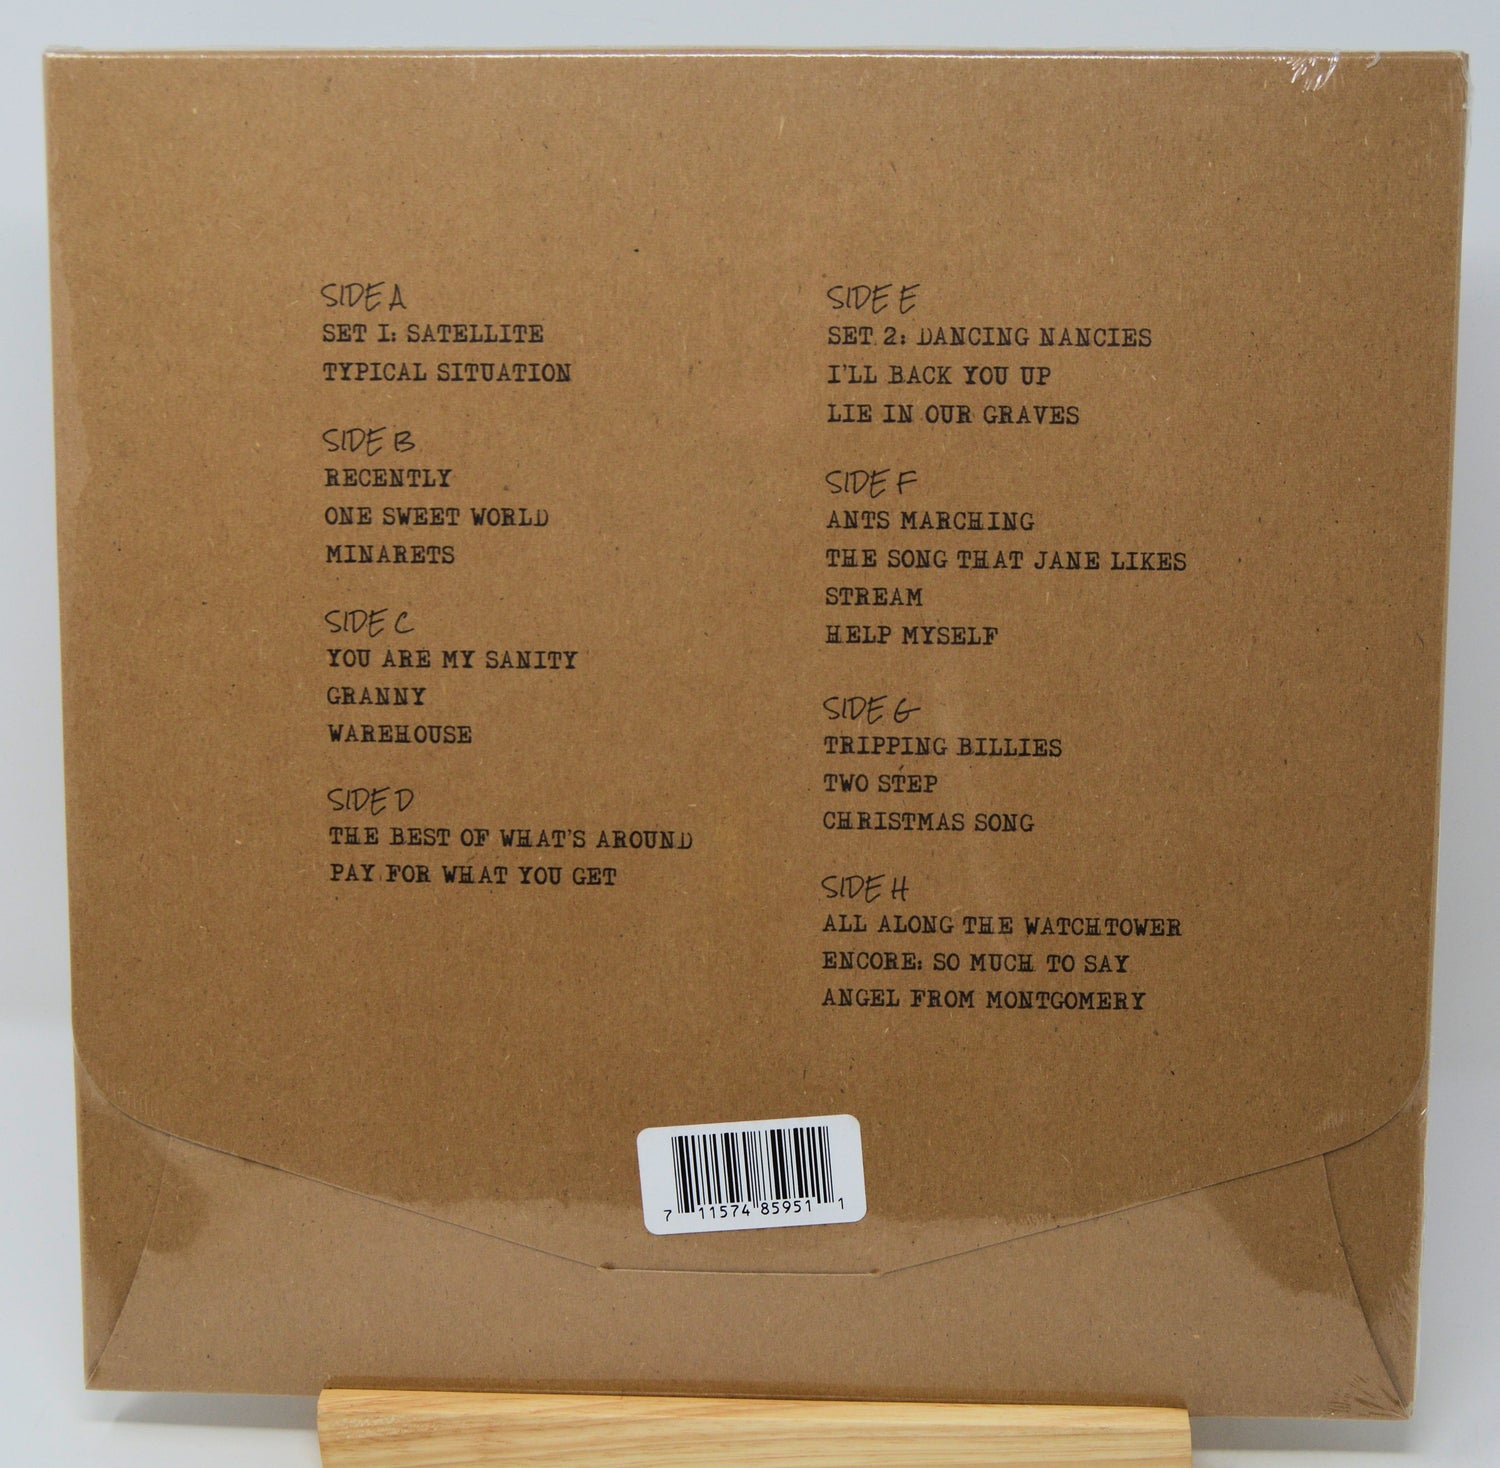 SIDE A
SET 1: SATELLITE
TYPICAL SITUATION
SIDE B
RECENTLY
ONE SWEET WORLD
MINARETS
SIDE C
YOU ARE MY SANITY
GRANNY
WAREHOUSE
SIDE D
THE BEST OF WHAT'S AROUND
PAY FOR WHAT YOU GET
SIDE E
SET 2: DANCING NANCIES
I'LL BACK YOU UP
LIE IN OUR GRAVES
SIDE F
ANTS MARCHING
THE SONG THAT JANE LIKES
STREAM
HELP MYSELF
SIDE G
TRIPPING BILLIES
TWO STEP
CHRISTMAS SONG
SIDE H
ALL ALONG THE WATCHTOWER
ENCORE: SO MUCH TO SAY
ANGEL FROM MONTGOMERY
7 11574 85951 1